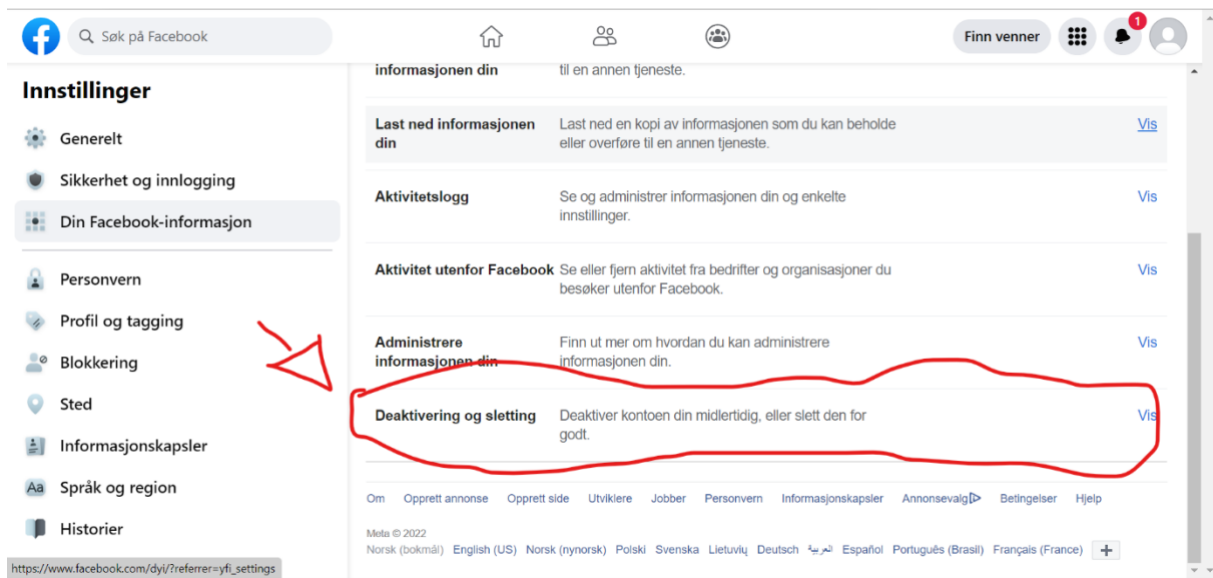 Søk på Facebook
Finn venner
1
Innstillinger
Generelt
Sikkerhet og innlogging
Din Facebook-informasjon
Personvern
Profil og tagging
Blokkering
Sted
Informasjonskapsler
Aa Språk og region
Historier
informasjonen din til en annen tjeneste.
Last ned informasjonen Last ned en kopi av informasjonen som du kan beholde Vis
din eller overføre til en annen tjeneste.
Aktivitetslogg Se og administrer informasjonen din og enkelte Vis
innstillinger.
Aktivitet utenfor Facebook Se eller fjern aktivitet fra bedrifter og organisasjoner du Vis
besøker utenfor Facebook.
Administrere Finn ut mer om hvordan du kan administrere Vis
informasjonen din informasjonen din.
Deaktivering og sletting Deaktiver kontoen din midlertidig, eller slett den for Vis
godt.
Om Opprett annonse Opprett side Utviklere Jobber Personvern Informasjonskapsler Annonsevalg Betingelser Hjelp
Meta © 2022
Norsk (bokmål) English (US) Norsk (nynorsk) Polski Svenska Lietuvių Deutsch العربية Español Português (Brasil) Français (France) +
https://www.facebook.com/dyi/?referrer=yfi_settings